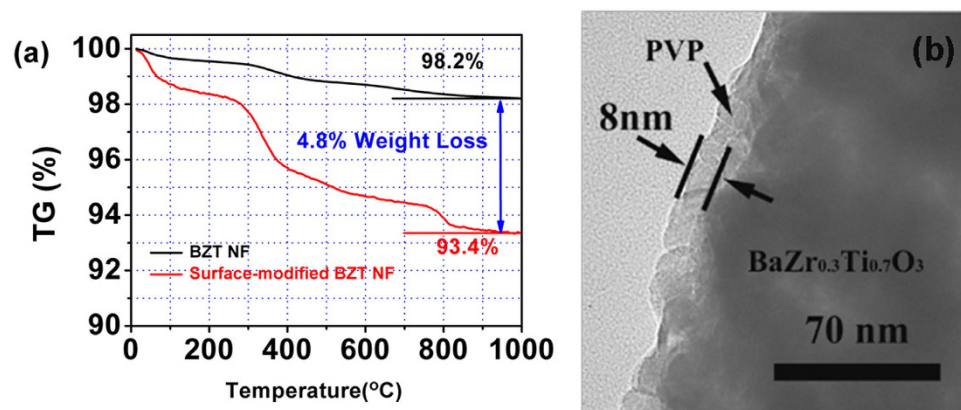 (a)
100
98
96
94
92
90
TG (%)
98.2%
4.8% Weight Loss
93.4%
BZT NF
Surface-modified BZT NF
0 200 400 600 800 1000
Temperature(°C)
(b)
PVP
8nm
BaZr0.3Ti0.7O3
70 nm